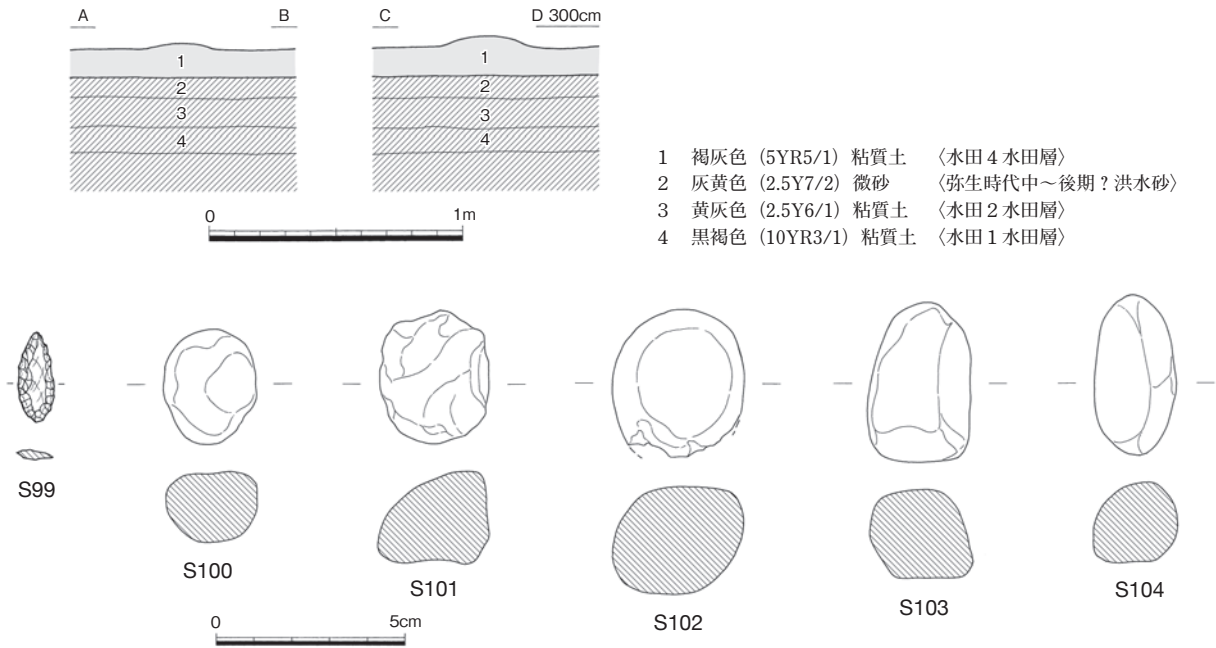 A B C D 300cm
1 1
2 2
3 3
4 4
0 1m
1 褐灰色（5YR5/1）粘質土 〈水田４水田層〉
2 灰黄色（2.5Y7/2）微砂 〈弥生時代中～後期？洪水砂〉
3 黄灰色（2.5Y6/1）粘質土 〈水田２水田層〉
4 黒褐色（10YR3/1）粘質土 〈水田１水田層〉
S99
S100
S101
S102
S103
S104
0 5cm